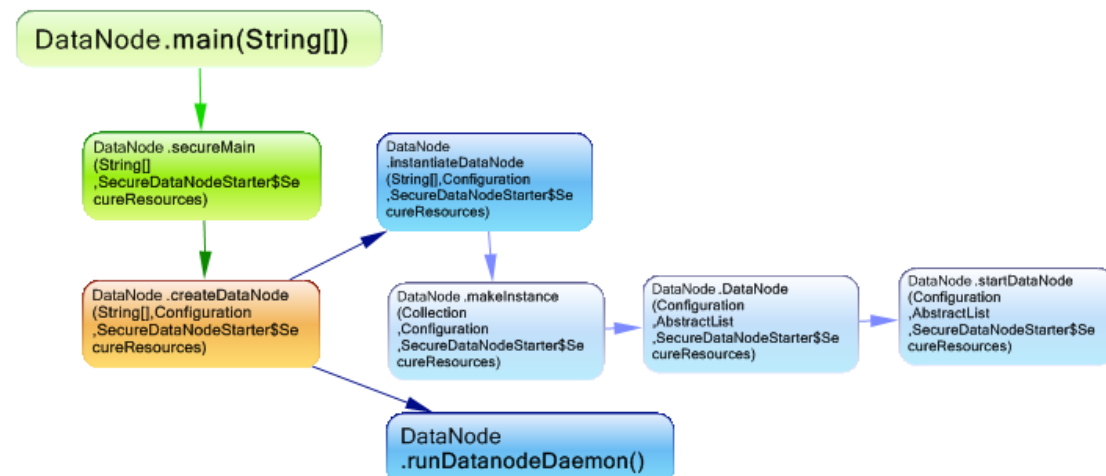 DataNode .main(String[])
DataNode .secureMain
(String[]
,SecureDataNodeStarter$Se
cureResources)
DataNode
.instantiateDataNode
(String[],Configuration
,SecureDataNodeStarter$Se
cureResources)
DataNode .createDataNode
(String[],Configuration
,SecureDataNodeStarter$Se
cureResources)
DataNode .makeInstance
(Collection
,Configuration
,SecureDataNodeStarter$Se
cureResources)
DataNode .DataNode
(Configuration
,AbstractList
,SecureDataNodeStarter$Se
cureResources)
DataNode .startDataNode
(Configuration
,AbstractList
,SecureDataNodeStarter$Se
cureResources)
DataNode
.runDatanodeDaemon()